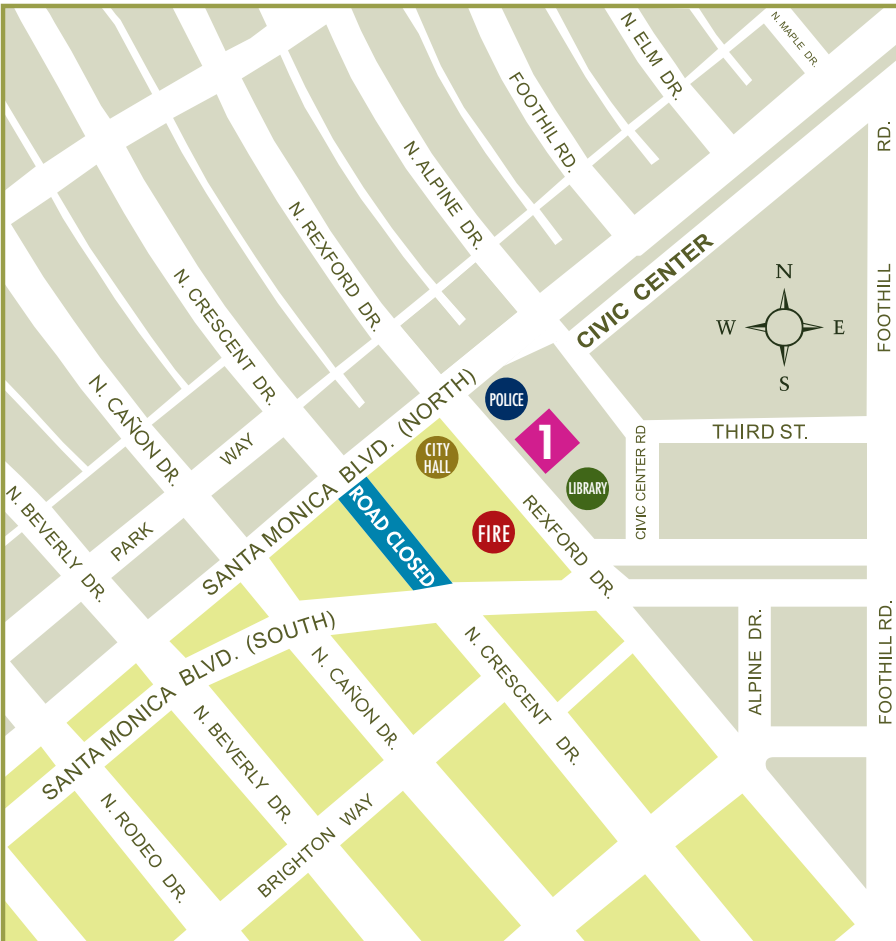 N. MAPLE DR.
N. ELM DR.
FOOTHIL RD.
N. ALPINE DR.
N. REXFORD DR.
N. CRESCENT DR.
N. CAÑON DR.
N. BEVERLY DR.
PARK WAY
SANTA MONICA BLVD. (NORTH)
CIVIC CENTER
FOOTHILL RD.
N
W E
S
POLICE
1
LIBRARY
CITY
HALL
FIRE
ROAD CLOSED
REXFORD DR.
CIVIC CENTER RD
THIRD ST.
ALPINE DR.
FOOTHILL RD.
SANTA MONICA BLVD. (SOUTH)
N. CRESCENT DR.
N. CAÑON DR.
N. BEVERLY DR.
N. RODEO DR.
BRIGHTON WAY